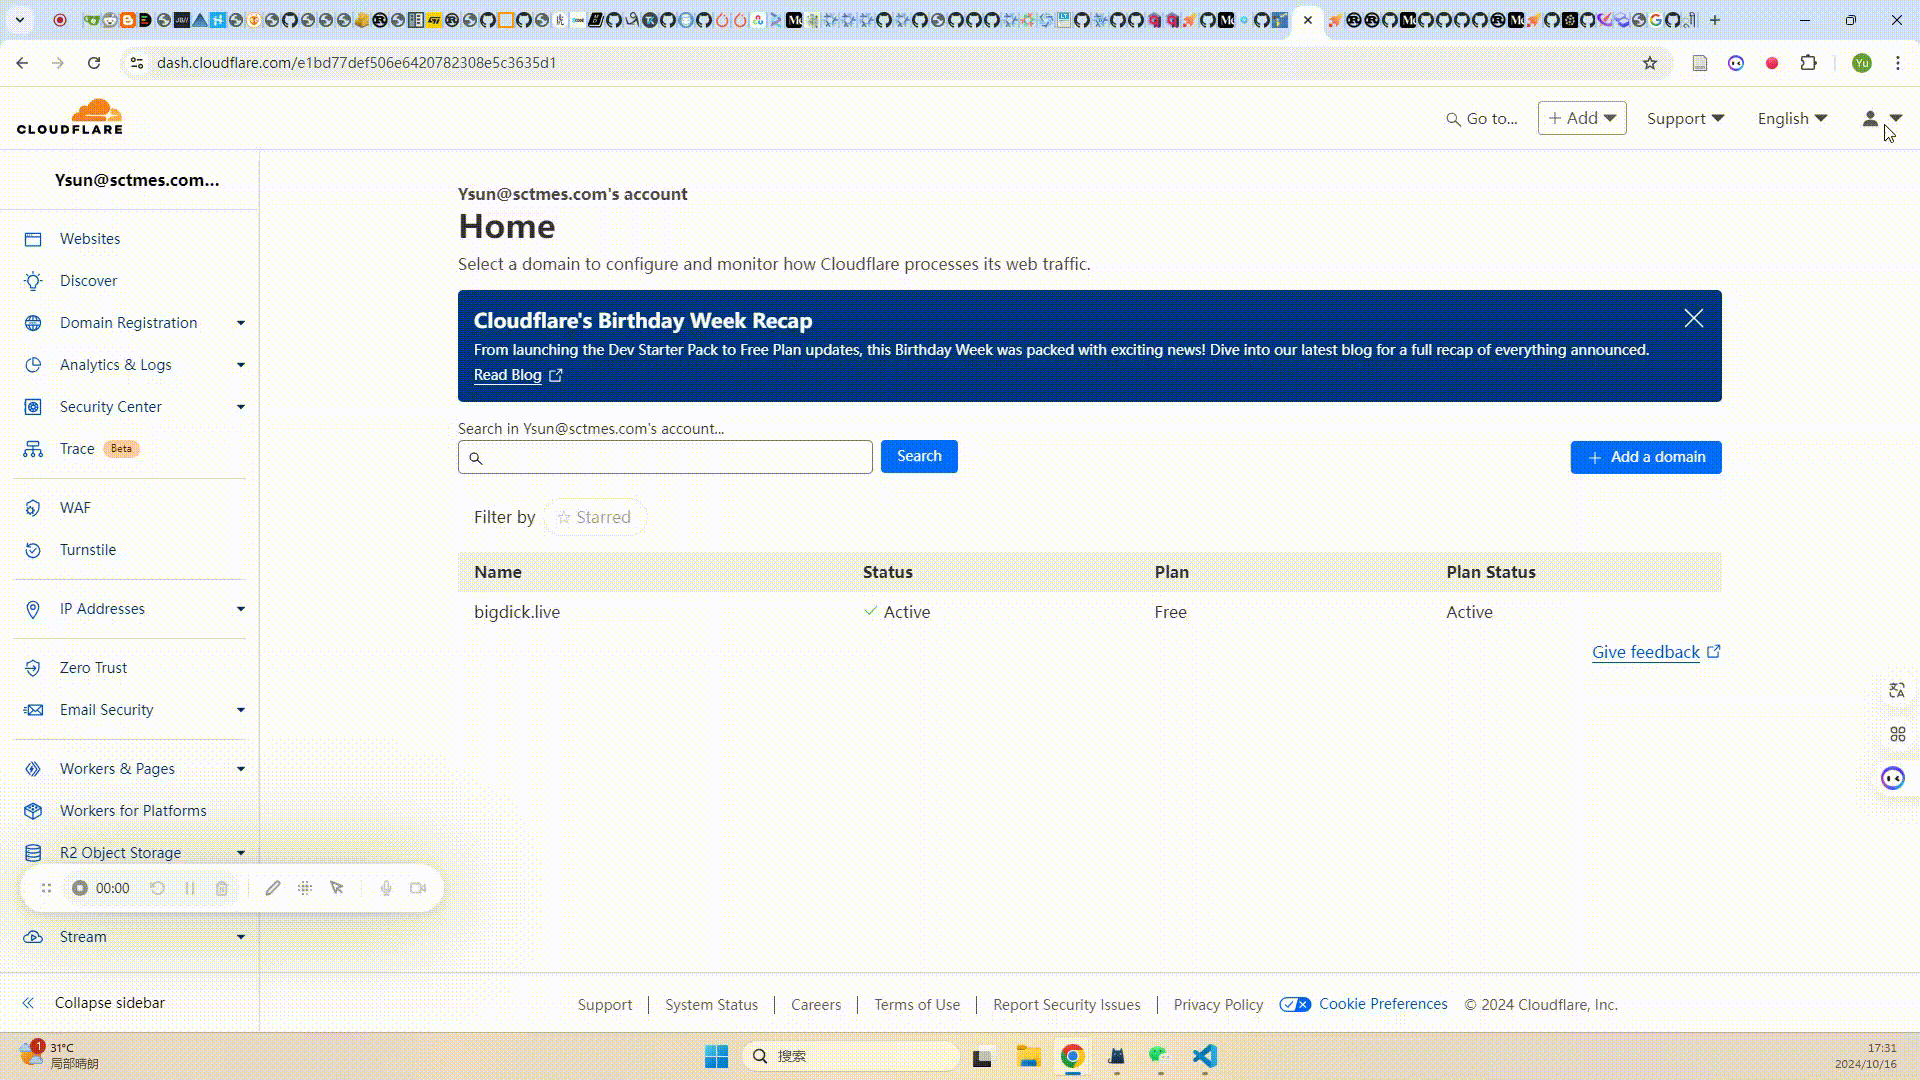 dash.cloudflare.com/e1bd77def506e6420782308e5c3635d1
Yu
CLOUDFLARE
Go to...
Add
Support
English
Ysun@sctmes.com...
Websites
Discover
Domain Registration
Analytics & Logs
Security Center
Trace Beta
WAF
Turnstile
IP Addresses
Zero Trust
Email Security
Workers & Pages
Workers for Platforms
R2 Object Storage
00:00
Stream
Collapse sidebar
Ysun@sctmes.com's account
Home
Select a domain to configure and monitor how Cloudflare processes its web traffic.
Cloudflare's Birthday Week Recap
From launching the Dev Starter Pack to Free Plan updates, this Birthday Week was packed with exciting news! Dive into our latest blog for a full recap of everything announced.
Read Blog
Search in Ysun@sctmes.com's account...
Search
Add a domain
Filter by Starred
Name Status Plan Plan Status
bigdick.live Active Free Active
Give feedback
Support System Status Careers Terms of Use Report Security Issues Privacy Policy Cookie Preferences © 2024 Cloudflare, Inc.
1
31°C
局部晴朗
搜索
17:31
2024/10/16